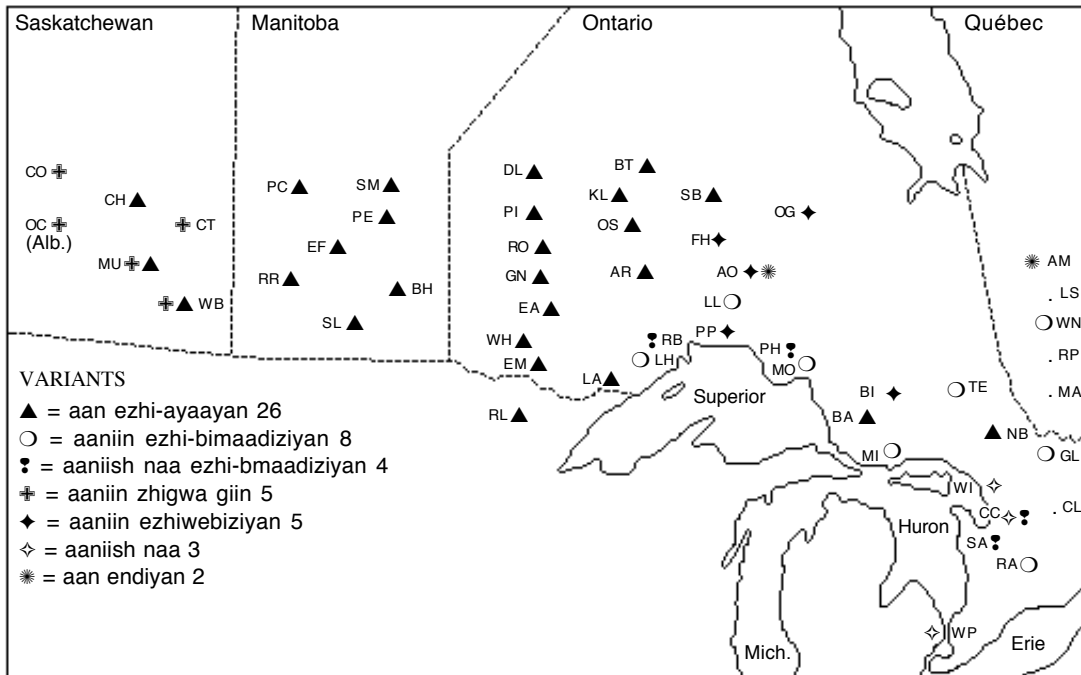 Saskatchewan Manitoba Ontario Québec
CO
CH
OC
(Alb.)
CT
MU
WB
PC
SM
PE
EF
RR
BH
SL
DL
PI
RO
GN
EA
WH
EM
RL
BT
KL
SB
OS
AR
OG
FH
AO
LL
PP
RB
LH
LA
PH
MO
Superior
BI
BA
MI
TE
NB
AM
LS
WN
RP
MA
GL
CL
WI
CC
Huron
SA
RA
WP
Mich.
Erie
VARIANTS
▲ = aan ezhi-ayaayan 26
❍ = aaniin ezhi-bimaadiziyan 8
❢ = aaniish naa ezhi-bmaadiziyan 4
✙ = aaniin zhigwa giin 5
✦ = aaniin ezhiwebiziyan 5
✧ = aaniish naa 3
✺ = aan endiyan 2